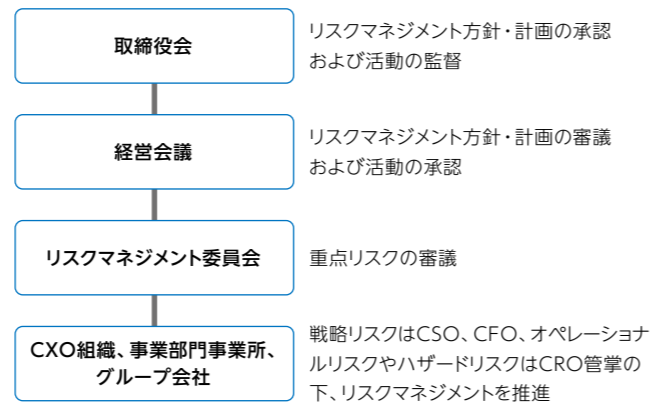 取締役会
リスクマネジメント方針・計画の承認
および活動の監督
経営会議
リスクマネジメント方針・計画の審議
および活動の承認
リスクマネジメント委員会
重点リスクの審議
CXO組織、事業部門事業所、
グループ会社
戦略リスクはCSO、CFO、オペレーショナ
ルリスクやハザードリスクはCRO管掌の
下、リスクマネジメントを推進